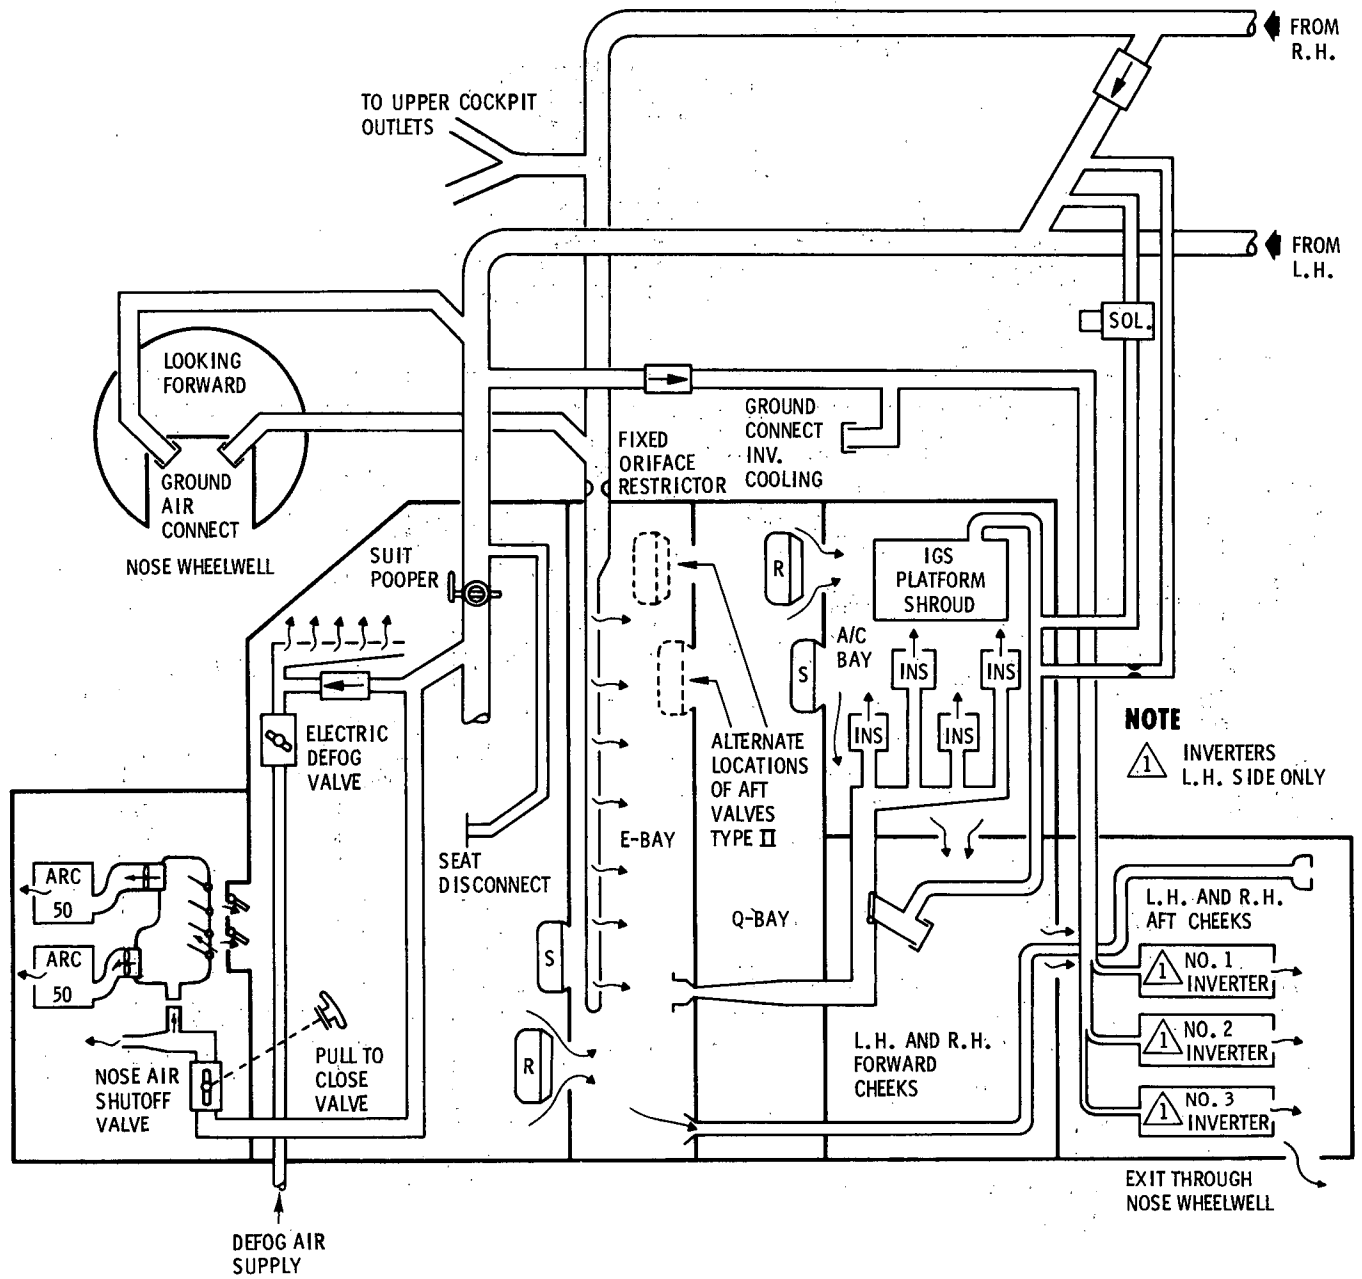 FROM
R.H.
TO UPPER COCKPIT
OUTLETS
FROM
L.H.
SOL.
LOOKING
FORWARD
GROUND
AIR
CONNECT
NOSE WHEELWELL
GROUND
CONNECT
INV.
COOLING
FIXED
ORIFACE
RESTRICTOR
SUIT
POOPER
R
IGS
PLATFORM
SHROUD
A/C
BAY
S
INS
INS
INS
INS
NOTE
1 INVERTERS
L.H. SIDE ONLY
ELECTRIC
DEFOG
VALVE
ALTERNATE
LOCATIONS
OF AFT
VALVES
TYPE II
E-BAY
SEAT
DISCONNECT
Q-BAY
ARC
50
ARC
50
S
R
L.H. AND R.H.
AFT CHEEKS
1 NO. 1
INVERTER
1 NO. 2
INVERTER
1 NO. 3
INVERTER
L.H. AND R.H.
FORWARD
CHEEKS
NOSE AIR
SHUTOFF
VALVE
PULL TO
CLOSE
VALVE
EXIT THROUGH
NOSE WHEELWELL
DEFOG AIR
SUPPLY